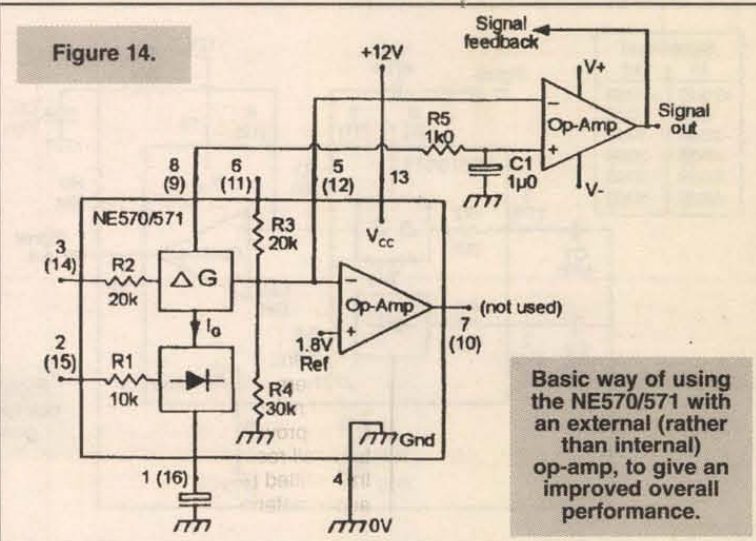 Figure 14.
Signal
feedback
+12V
V+
Signal
out
Op-Amp
−
+
V-
R5
1k0
C1
1µ0
8
(9)
6
(11)
5
(12)
13
NE570/571
R3
20k
VCC
3
(14)
R2
20k
ΔG
IG
−
Op-Amp
+
7
(10)
(not used)
1.8V
Ref
2
(15)
R1
10k
R4
30k
Gnd
1 (16)
4
0V
Basic way of using
the NE570/571 with
an external (rather
than internal)
op-amp, to give an
improved overall
performance.